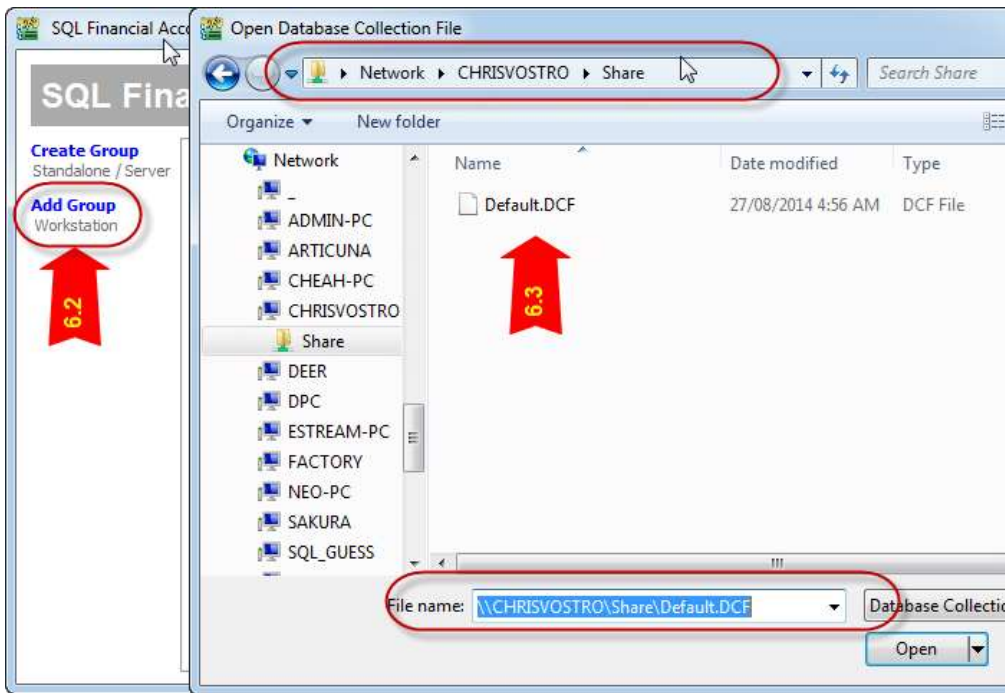 SQL Financial Acc
Open Database Collection File
Network ▸ CHRISVOSTRO ▸ Share
Search Share
SQL Fina
Organize
New folder
Create Group
Standalone / Server
Add Group
Workstation
6.2
Network
_
ADMIN-PC
ARTICUNA
CHEAH-PC
CHRISVOSTRO
Share
DEER
DPC
ESTREAM-PC
FACTORY
NEO-PC
SAKURA
SQL_GUESS
Name Date modified Type
Default.DCF 27/08/2014 4:56 AM DCF File
6.3
File name: \\CHRISVOSTRO\Share\Default.DCF
Database Collectio
Open